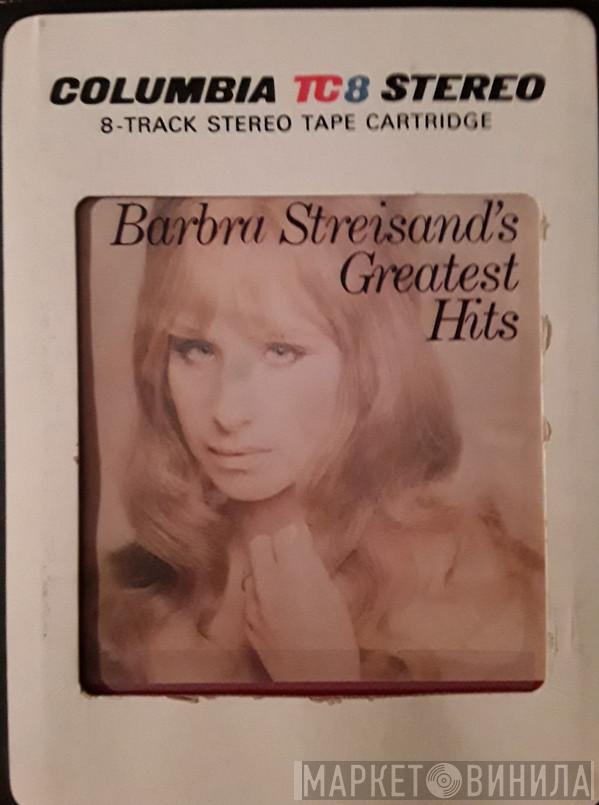 COLUMBIA TC8 STEREO
8-TRACK STEREO TAPE CARTRIDGE
Barbra Streisand's
Greatest
Hits
МАРКЕТ ВИНИЛА